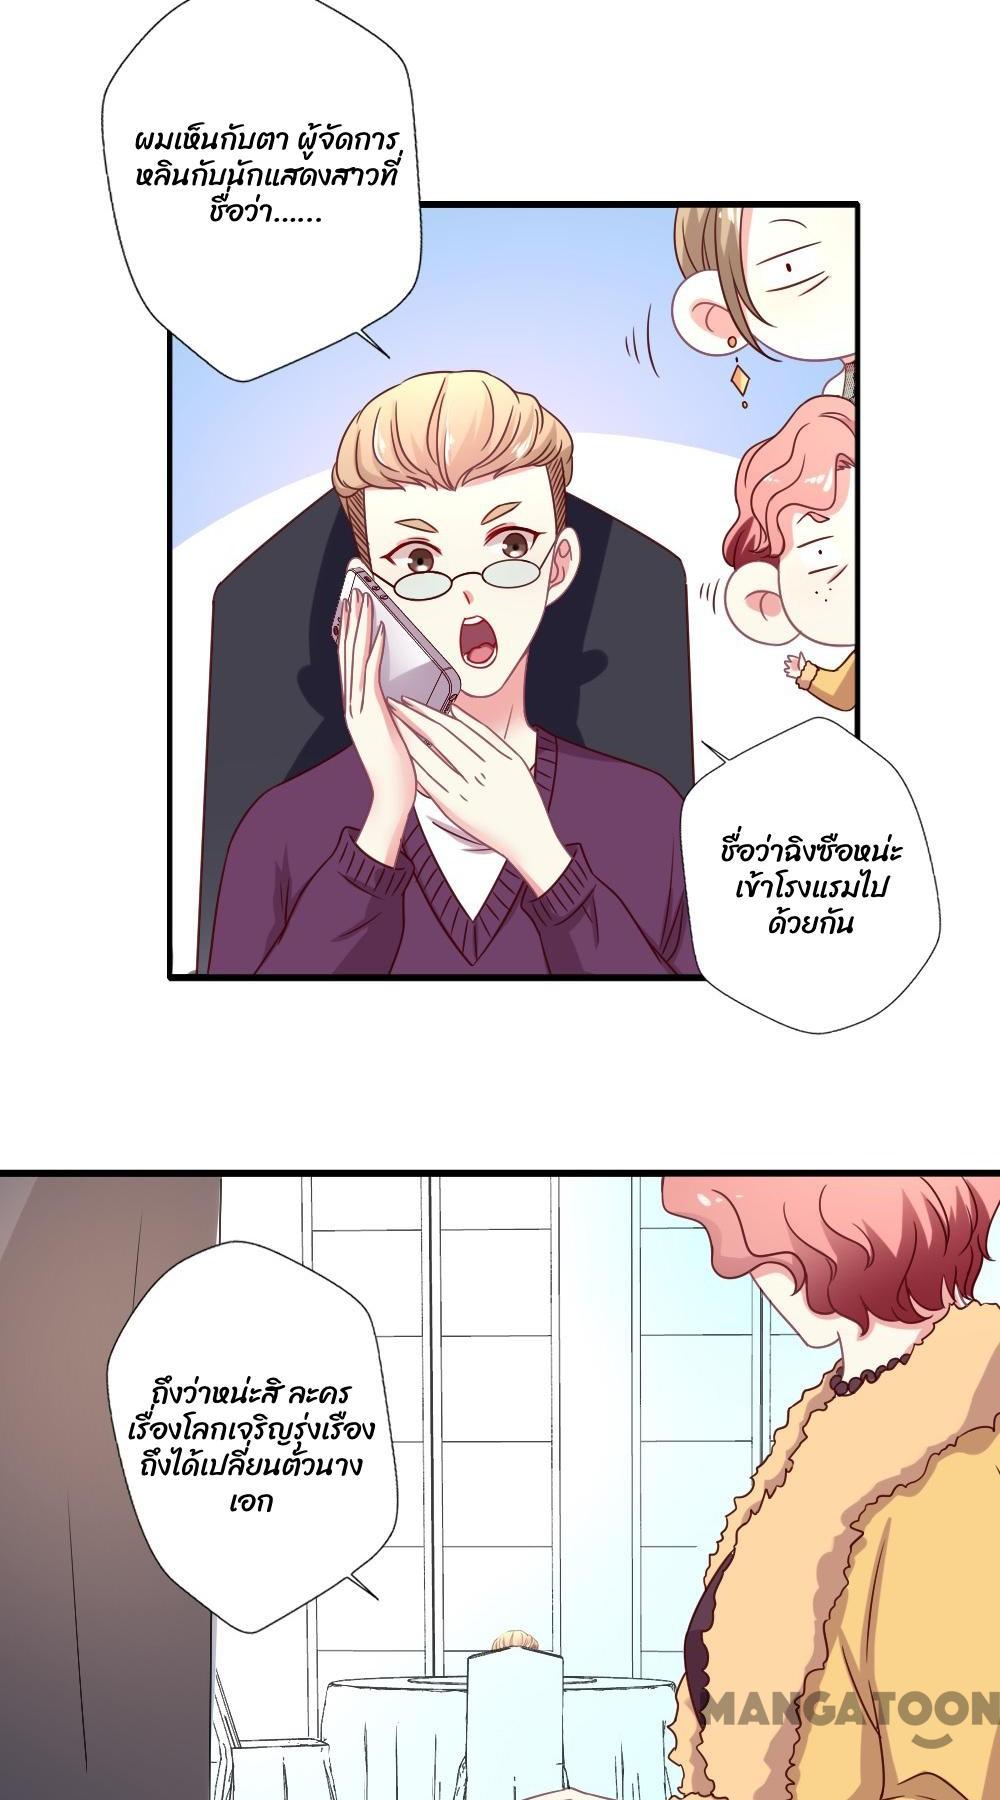 ผมเห็นกับตา ผู้จัดการ
หลินกับนักแสดงสาวที่
ชื่อว่า......
ชื่อว่าฉิงซือหน่ะ
เข้าโรงแรมไป
ด้วยกัน
ถึงว่าหน่ะสิ ละคร
เรื่องโลกเจริญรุ่งเรือง
ถึงได้เปลี่ยนตัวนาง
เอก
MANGATOON